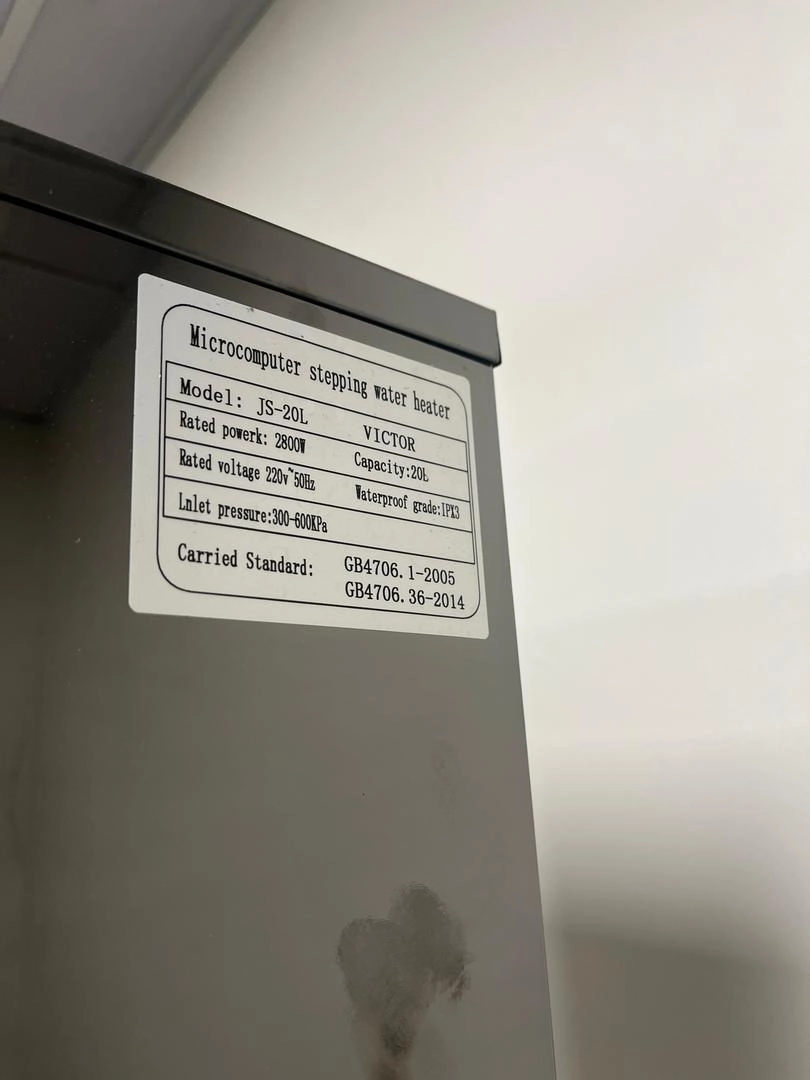 Microcomputer stepping water heater
Model: JS-20L VICTOR
Rated powerk: 2800W Capacity:20L
Rated voltage 220v~50Hz Waterproof grade:IPX3
Lnlet pressure:300-600KPa
Carried Standard: GB4706.1-2005
GB4706.36-2014